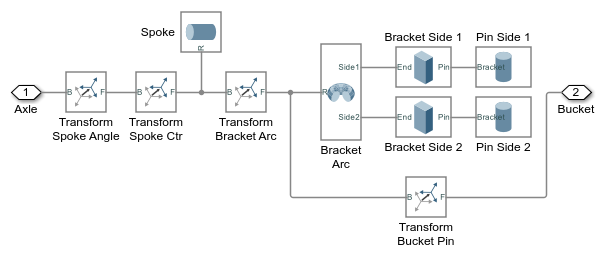 Spoke
R
Bracket Side 1
Pin Side 1
Side1
End
Pin
Bracket
1
B
F
B
F
B
F
R
2
Axle
Transform
Spoke Angle
Transform
Spoke Ctr
Transform
Bracket Arc
Bucket
Side2
End
Pin
Bracket
Bracket
Arc
Bracket Side 2
Pin Side 2
B
F
Transform
Bucket Pin